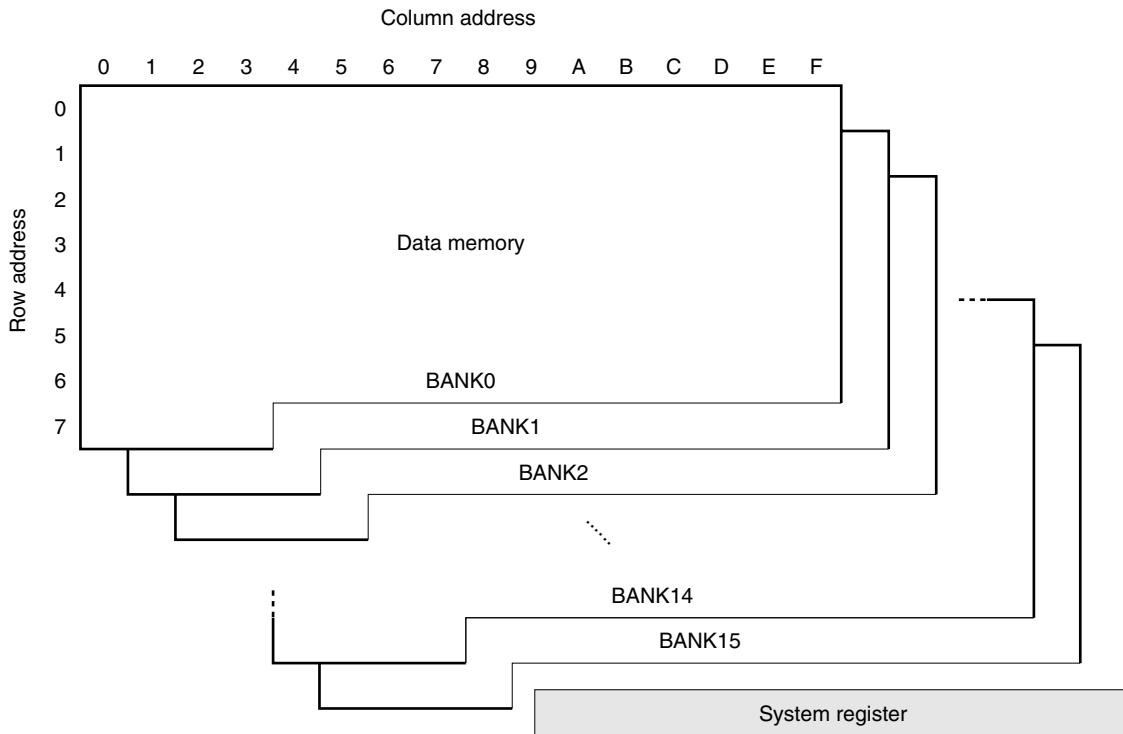 Column address
0 1 2 3 4 5 6 7 8 9 A B C D E F
Row address
0
1
2
3
4
5
6
7
Data memory
BANK0
BANK1
BANK2
BANK14
BANK15
System register